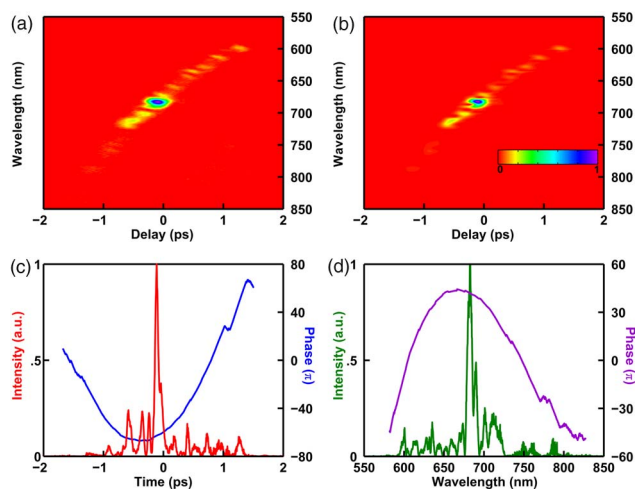 (a)
550
600
650
700
750
800
850
Wavelength (nm)
−2 −1 0 1 2
Delay (ps)
(b)
0 1
550
600
650
700
750
800
850
Wavelength (nm)
−2 −1 0 1 2
Delay (ps)
(c)
1
.5
0
Intensity (a.u.)
80
40
0
−40
−80
Phase (π)
−2 −1 0 1 2
Time (ps)
(d)
1
.5
0
Intensity (a.u.)
60
30
0
−30
−60
Phase (π)
550 600 650 700 750 800 850
Wavelength (nm)